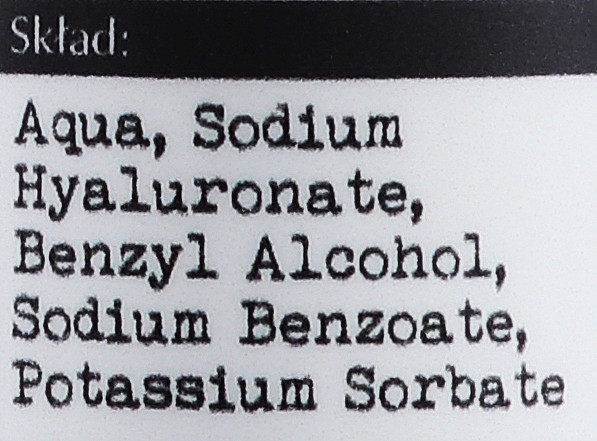 Skład:
Aqua, Sodium
Hyaluronate,
Benzyl Alcohol,
Sodium Benzoate,
Potassium Sorbate